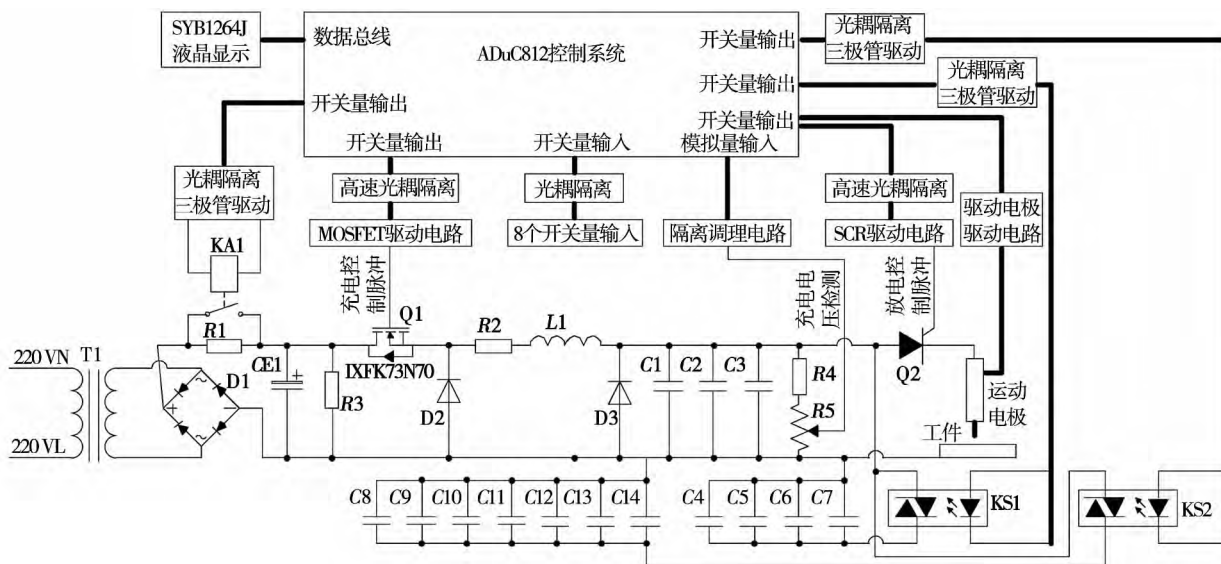 SYB1264J
液晶显示
数据总线
ADuC812控制系统
开关量输出
光耦隔离
三极管驱动
开关量输出
光耦隔离
三极管驱动
开关量输出
开关量输出
开关量输出
开关量输入
模拟量输入
光耦隔离
三极管驱动
高速光耦隔离
光耦隔离
高速光耦隔离
MOSFET驱动电路
8个开关量输入
隔离调理电路
SCR驱动电路
驱动电极
驱动电路
KA1
充电控
制脉冲
充电电
压检测
放电控
制脉冲
Q1
R1
R2
L1
IXFK73N70
220 VN
T1
D1
CE1
+
R3
D2
D3
C1
C2
C3
R4
R5
Q2
运动
电极
工件
220 VL
~
+
-
~
C8
C9
C10
C11
C12
C13
C14
C4
C5
C6
C7
KS1
KS2